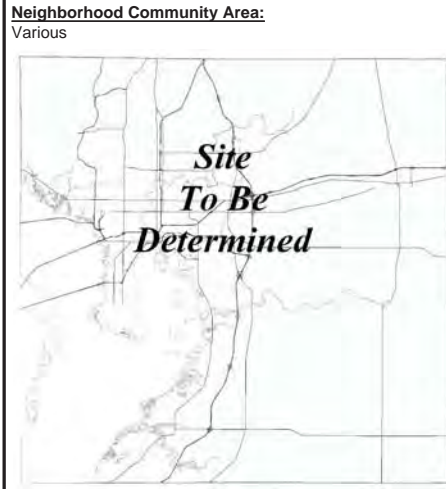 Neighborhood Community Area:
Various
Site
To Be
Determined